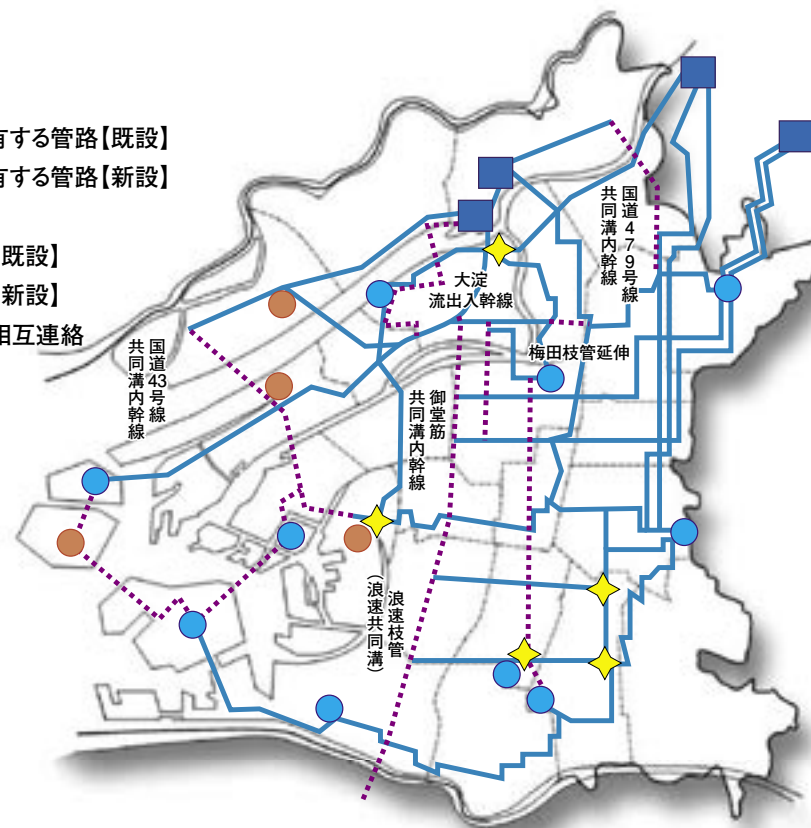 有する管路【既設】
有する管路【新設】
既設】
新設】
相互連絡
国道479号線
共同溝内幹線
大淀
流出入幹線
梅田枝管延伸
国道43号線
共同溝内幹線
御堂筋
共同溝内幹線
浪速枝管
(浪速共同溝)